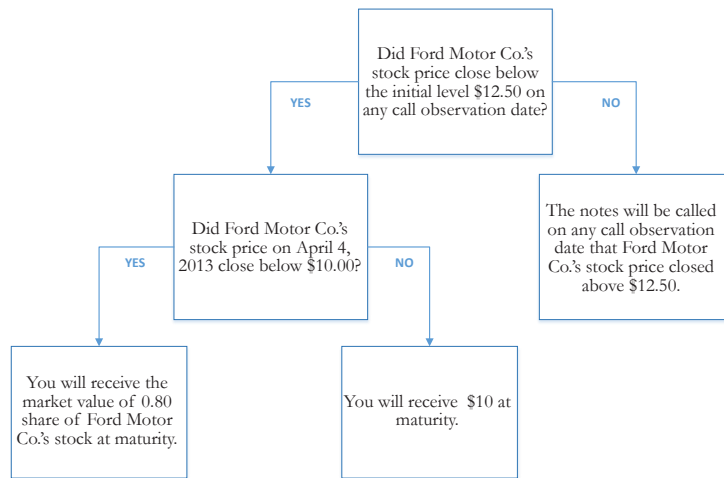 Did Ford Motor Co.'s
stock price close below
the initial level $12.50 on
any call observation date?
YES
NO
Did Ford Motor Co.'s
stock price on April 4,
2013 close below $10.00?
The notes will be called
on any call observation
date that Ford Motor
Co.'s stock price closed
above $12.50.
YES
NO
You will receive the
market value of 0.80
share of Ford Motor
Co.'s stock at maturity.
You will receive $10 at
maturity.